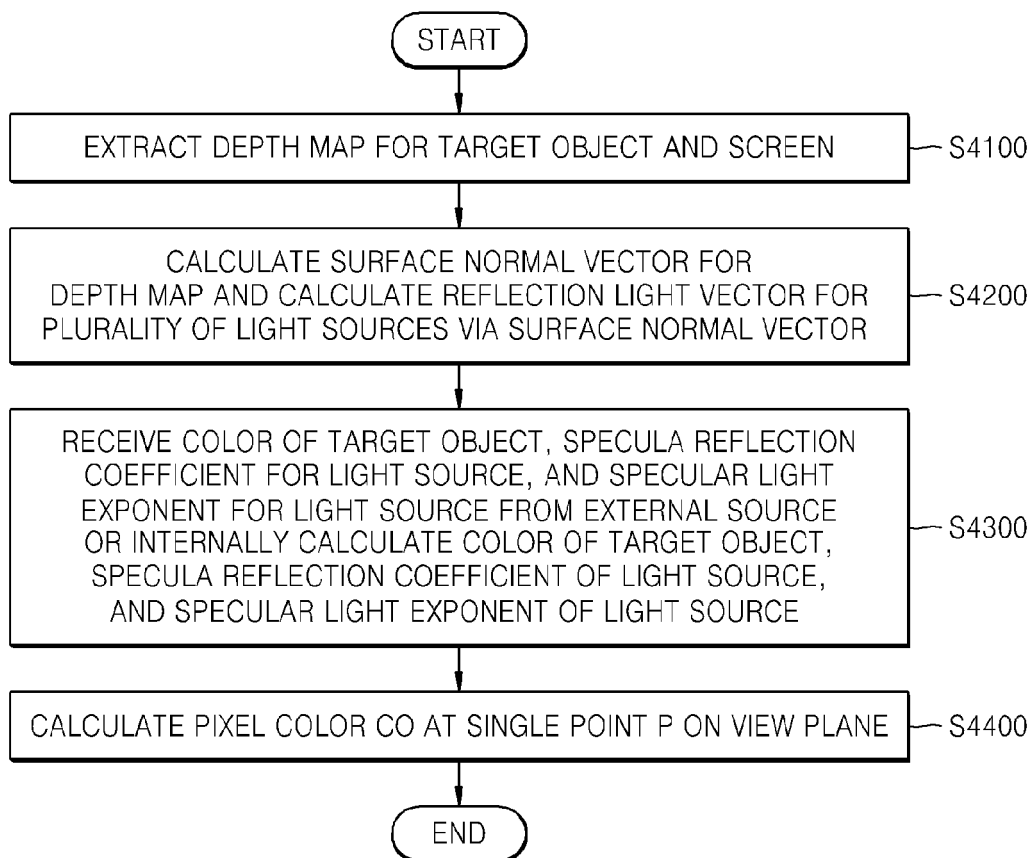 START
EXTRACT DEPTH MAP FOR TARGET OBJECT AND SCREEN
S4100
CALCULATE SURFACE NORMAL VECTOR FOR
DEPTH MAP AND CALCULATE REFLECTION LIGHT VECTOR FOR
PLURALITY OF LIGHT SOURCES VIA SURFACE NORMAL VECTOR
S4200
RECEIVE COLOR OF TARGET OBJECT, SPECULA REFLECTION
COEFFICIENT FOR LIGHT SOURCE, AND SPECULAR LIGHT
EXPONENT FOR LIGHT SOURCE FROM EXTERNAL SOURCE
OR INTERNALLY CALCULATE COLOR OF TARGET OBJECT,
SPECULA REFLECTION COEFFICIENT OF LIGHT SOURCE,
AND SPECULAR LIGHT EXPONENT OF LIGHT SOURCE
S4300
CALCULATE PIXEL COLOR CO AT SINGLE POINT P ON VIEW PLANE
S4400
END